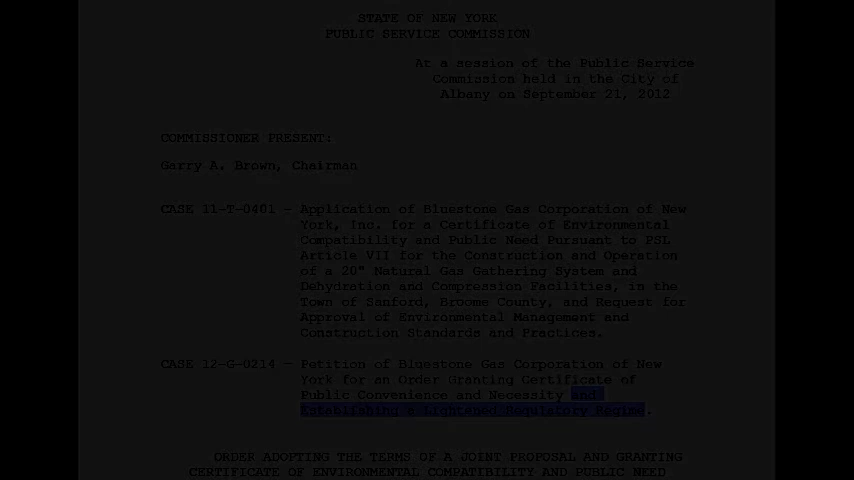 STATE OF NEW YORK
PUBLIC SERVICE COMMISSION
At a session of the Public Service
Commission held in the City of
Albany on September 21, 2012
COMMISSIONER PRESENT:
Garry A. Brown, Chairman
CASE 11-T-0401 – Application of Bluestone Gas Corporation of New
York, Inc. for a Certificate of Environmental
Compatibility and Public Need Pursuant to PSL
Article VII for the Construction and Operation
of a 20" Natural Gas Gathering System and
Dehydration and Compression Facilities, in the
Town of Sanford, Broome County, and Request for
Approval of Environmental Management and
Construction Standards and Practices.
CASE 12-G-0214 – Petition of Bluestone Gas Corporation of New
York for an Order Granting Certificate of
Public Convenience and Necessity and
Establishing a Lightened Regulatory Regime.
ORDER ADOPTING THE TERMS OF A JOINT PROPOSAL AND GRANTING
CERTIFICATE OF ENVIRONMENTAL COMPATIBILITY AND PUBLIC NEED